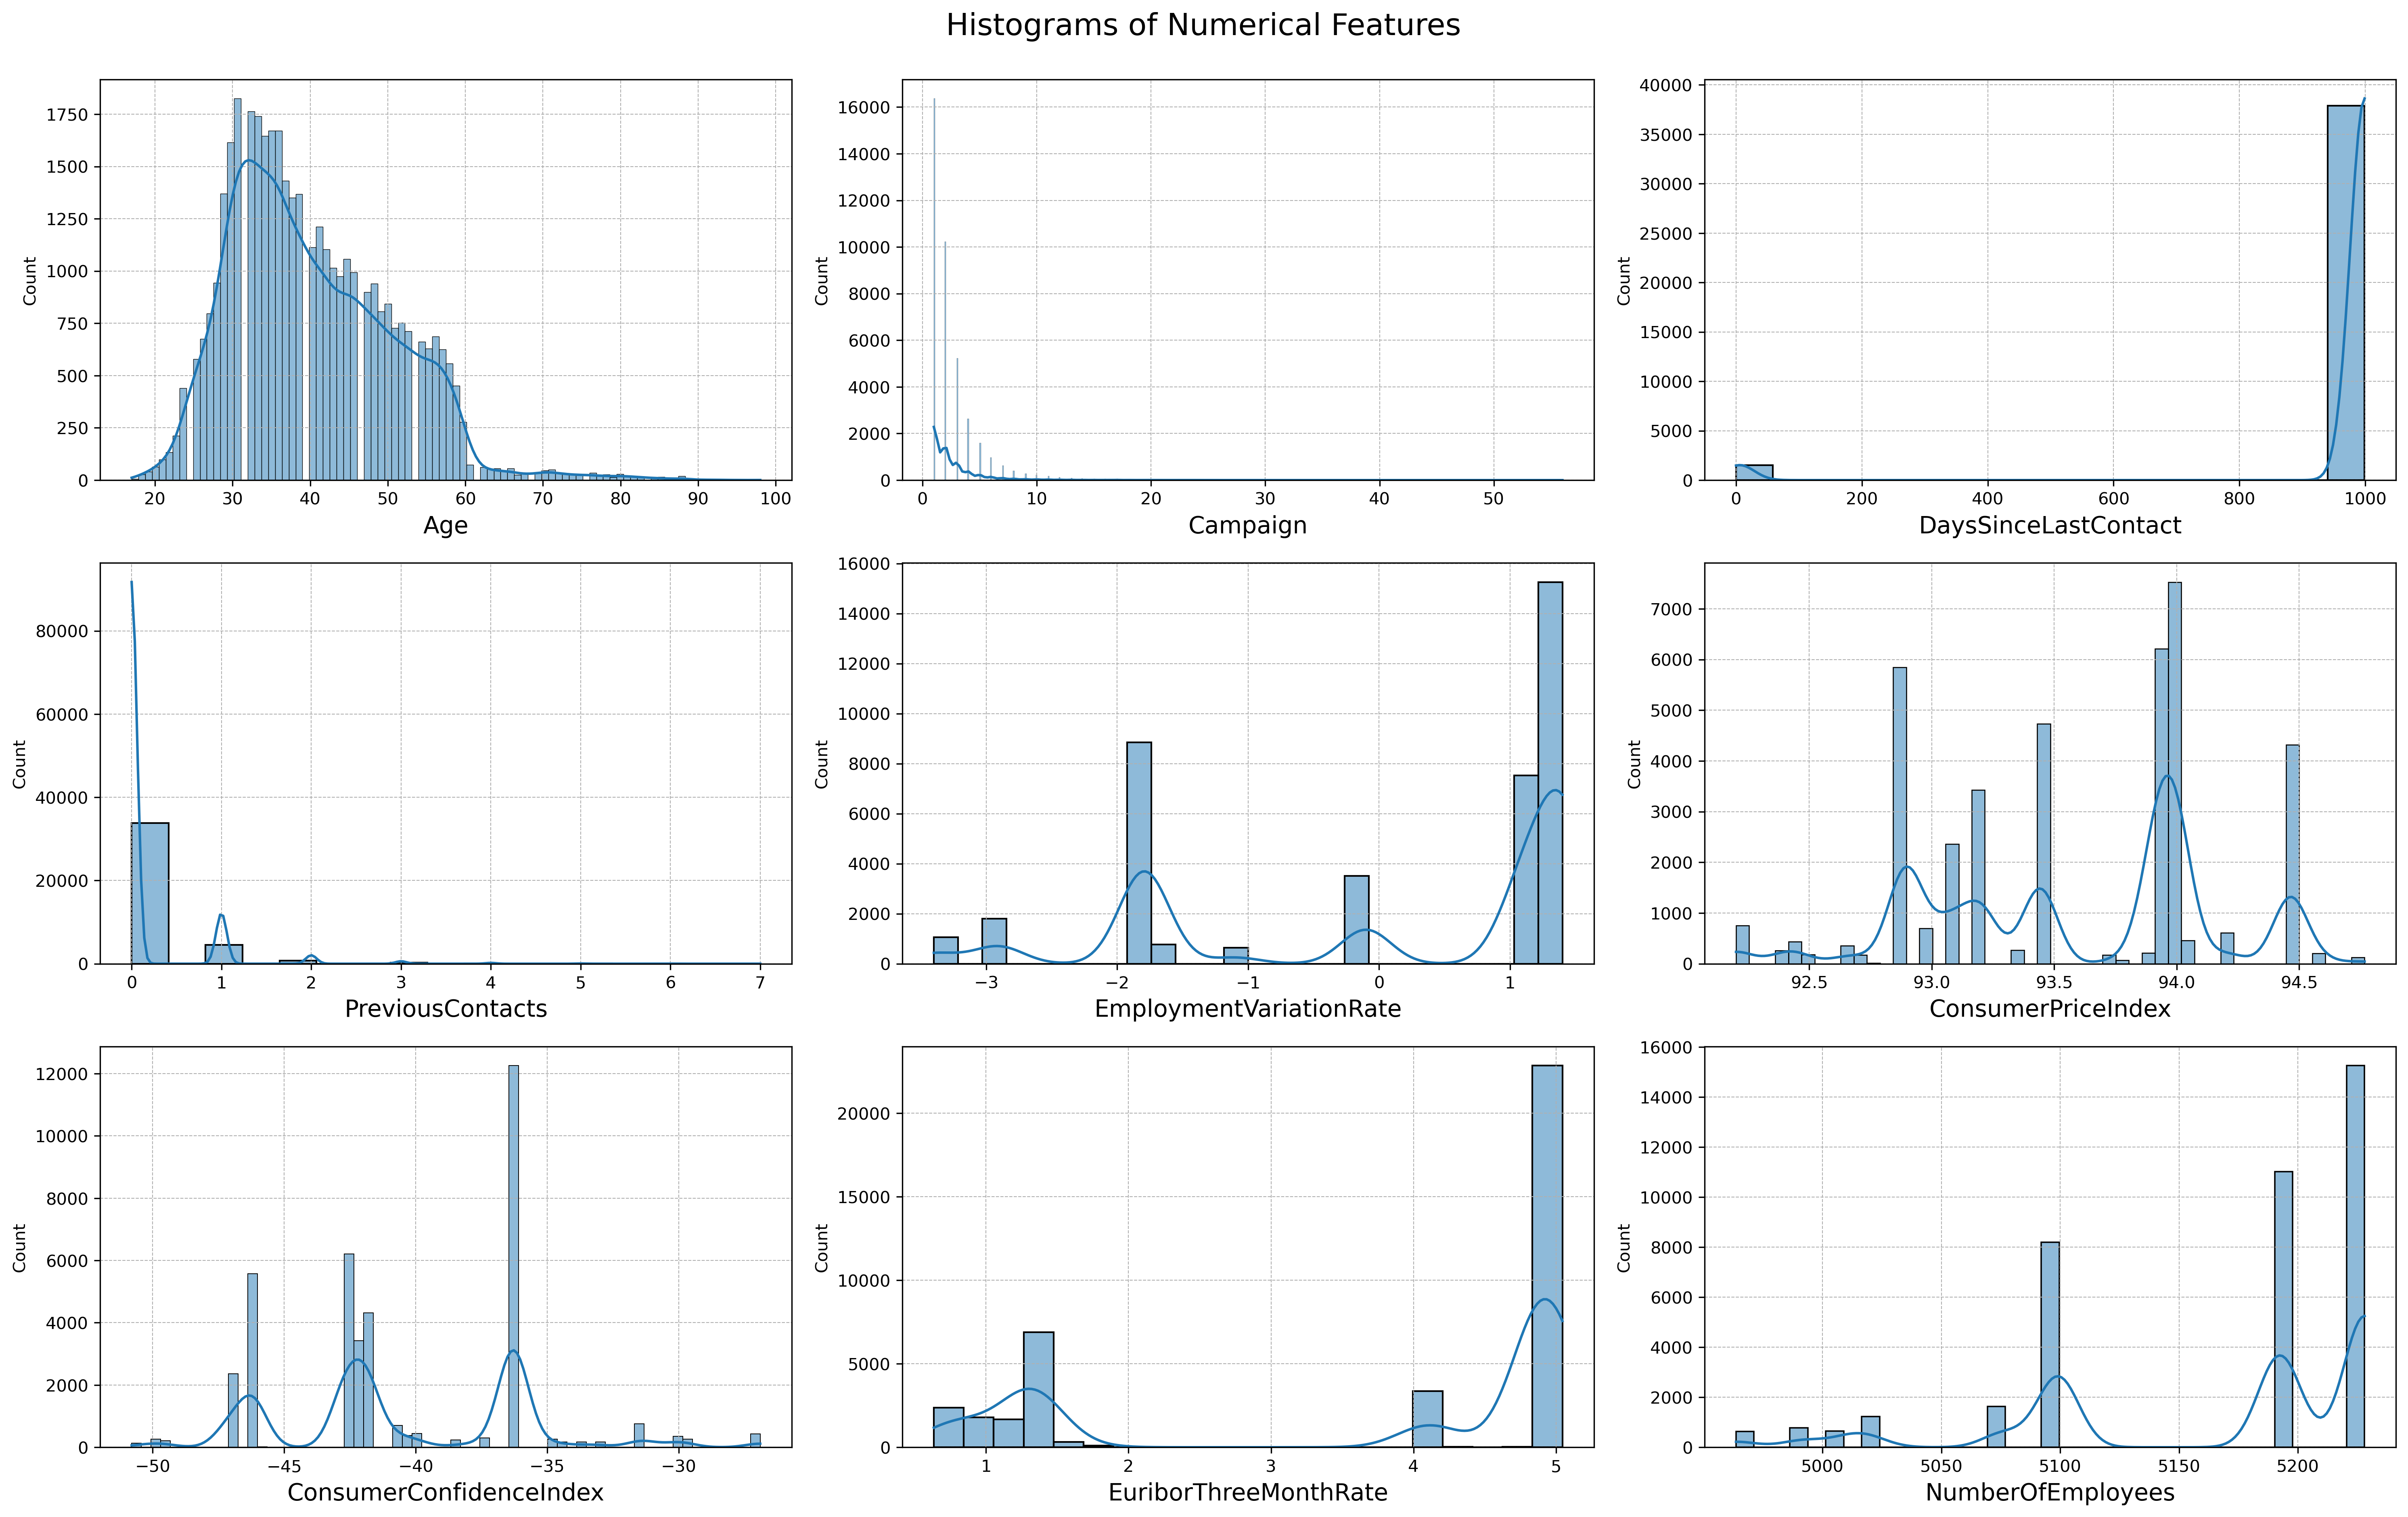 Histograms of Numerical Features
Count
1750
1500
1250
1000
750
500
250
0
20 30 40 50 60 70 80 90 100
Age
Count
16000
14000
12000
10000
8000
6000
4000
2000
0
0 10 20 30 40 50
Campaign
Count
40000
35000
30000
25000
20000
15000
10000
5000
0
0 200 400 600 800 1000
DaysSinceLastContact
Count
80000
60000
40000
20000
0
0 1 2 3 4 5 6 7
PreviousContacts
Count
16000
14000
12000
10000
8000
6000
4000
2000
0
−3 −2 −1 0 1
EmploymentVariationRate
Count
7000
6000
5000
4000
3000
2000
1000
0
92.5 93.0 93.5 94.0 94.5
ConsumerPriceIndex
Count
12000
10000
8000
6000
4000
2000
0
−50 −45 −40 −35 −30
ConsumerConfidenceIndex
Count
20000
15000
10000
5000
0
1 2 3 4 5
EuriborThreeMonthRate
Count
16000
14000
12000
10000
8000
6000
4000
2000
0
5000 5050 5100 5150 5200
NumberOfEmployees